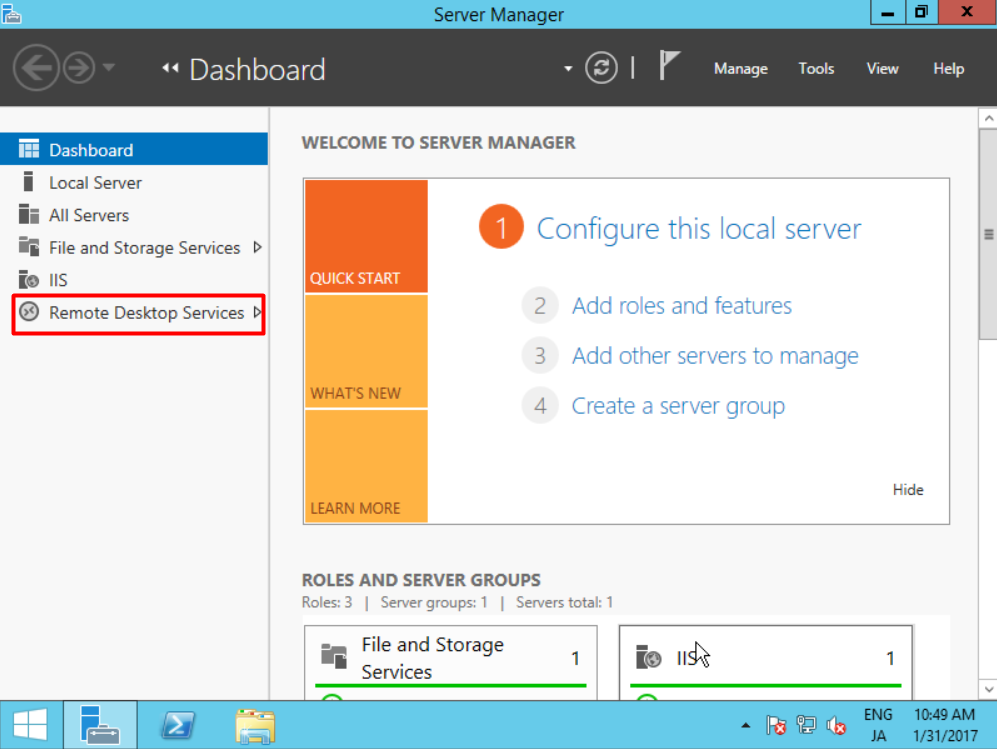 Server Manager
Dashboard
Manage Tools View Help
Dashboard
Local Server
All Servers
File and Storage Services
IIS
Remote Desktop Services
WELCOME TO SERVER MANAGER
QUICK START
WHAT'S NEW
LEARN MORE
1 Configure this local server
2 Add roles and features
3 Add other servers to manage
4 Create a server group
Hide
ROLES AND SERVER GROUPS
Roles: 3 | Server groups: 1 | Servers total: 1
File and Storage
Services 1
IIS 1
ENG 10:49 AM
JA 1/31/2017